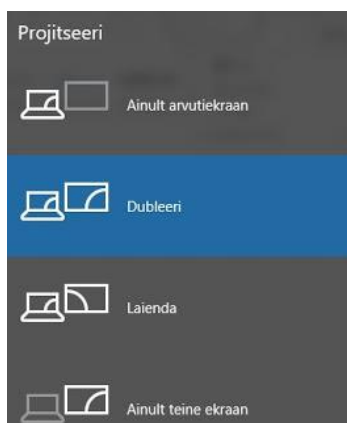 Projitseeri
Ainult arvutiekraan
Dubleeri
Laienda
Ainult teine ekraan